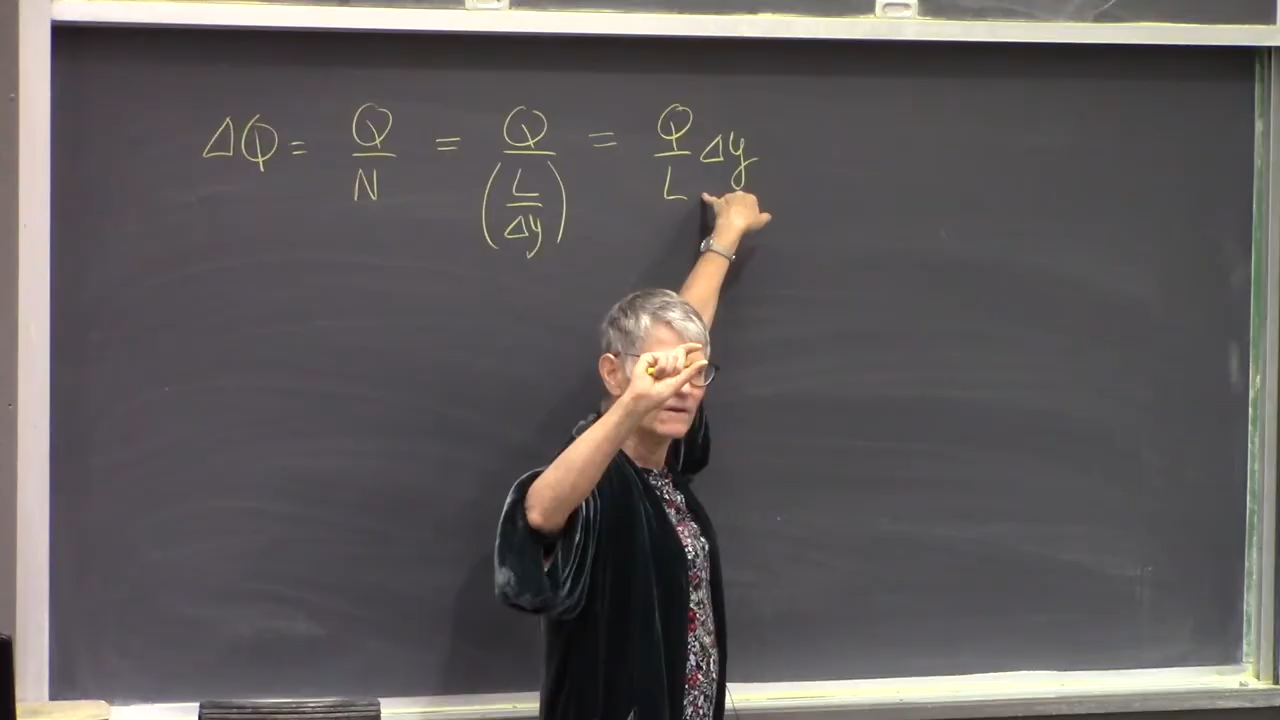 ΔQ = Q/N = Q/(L/Δy) = Q/L Δy